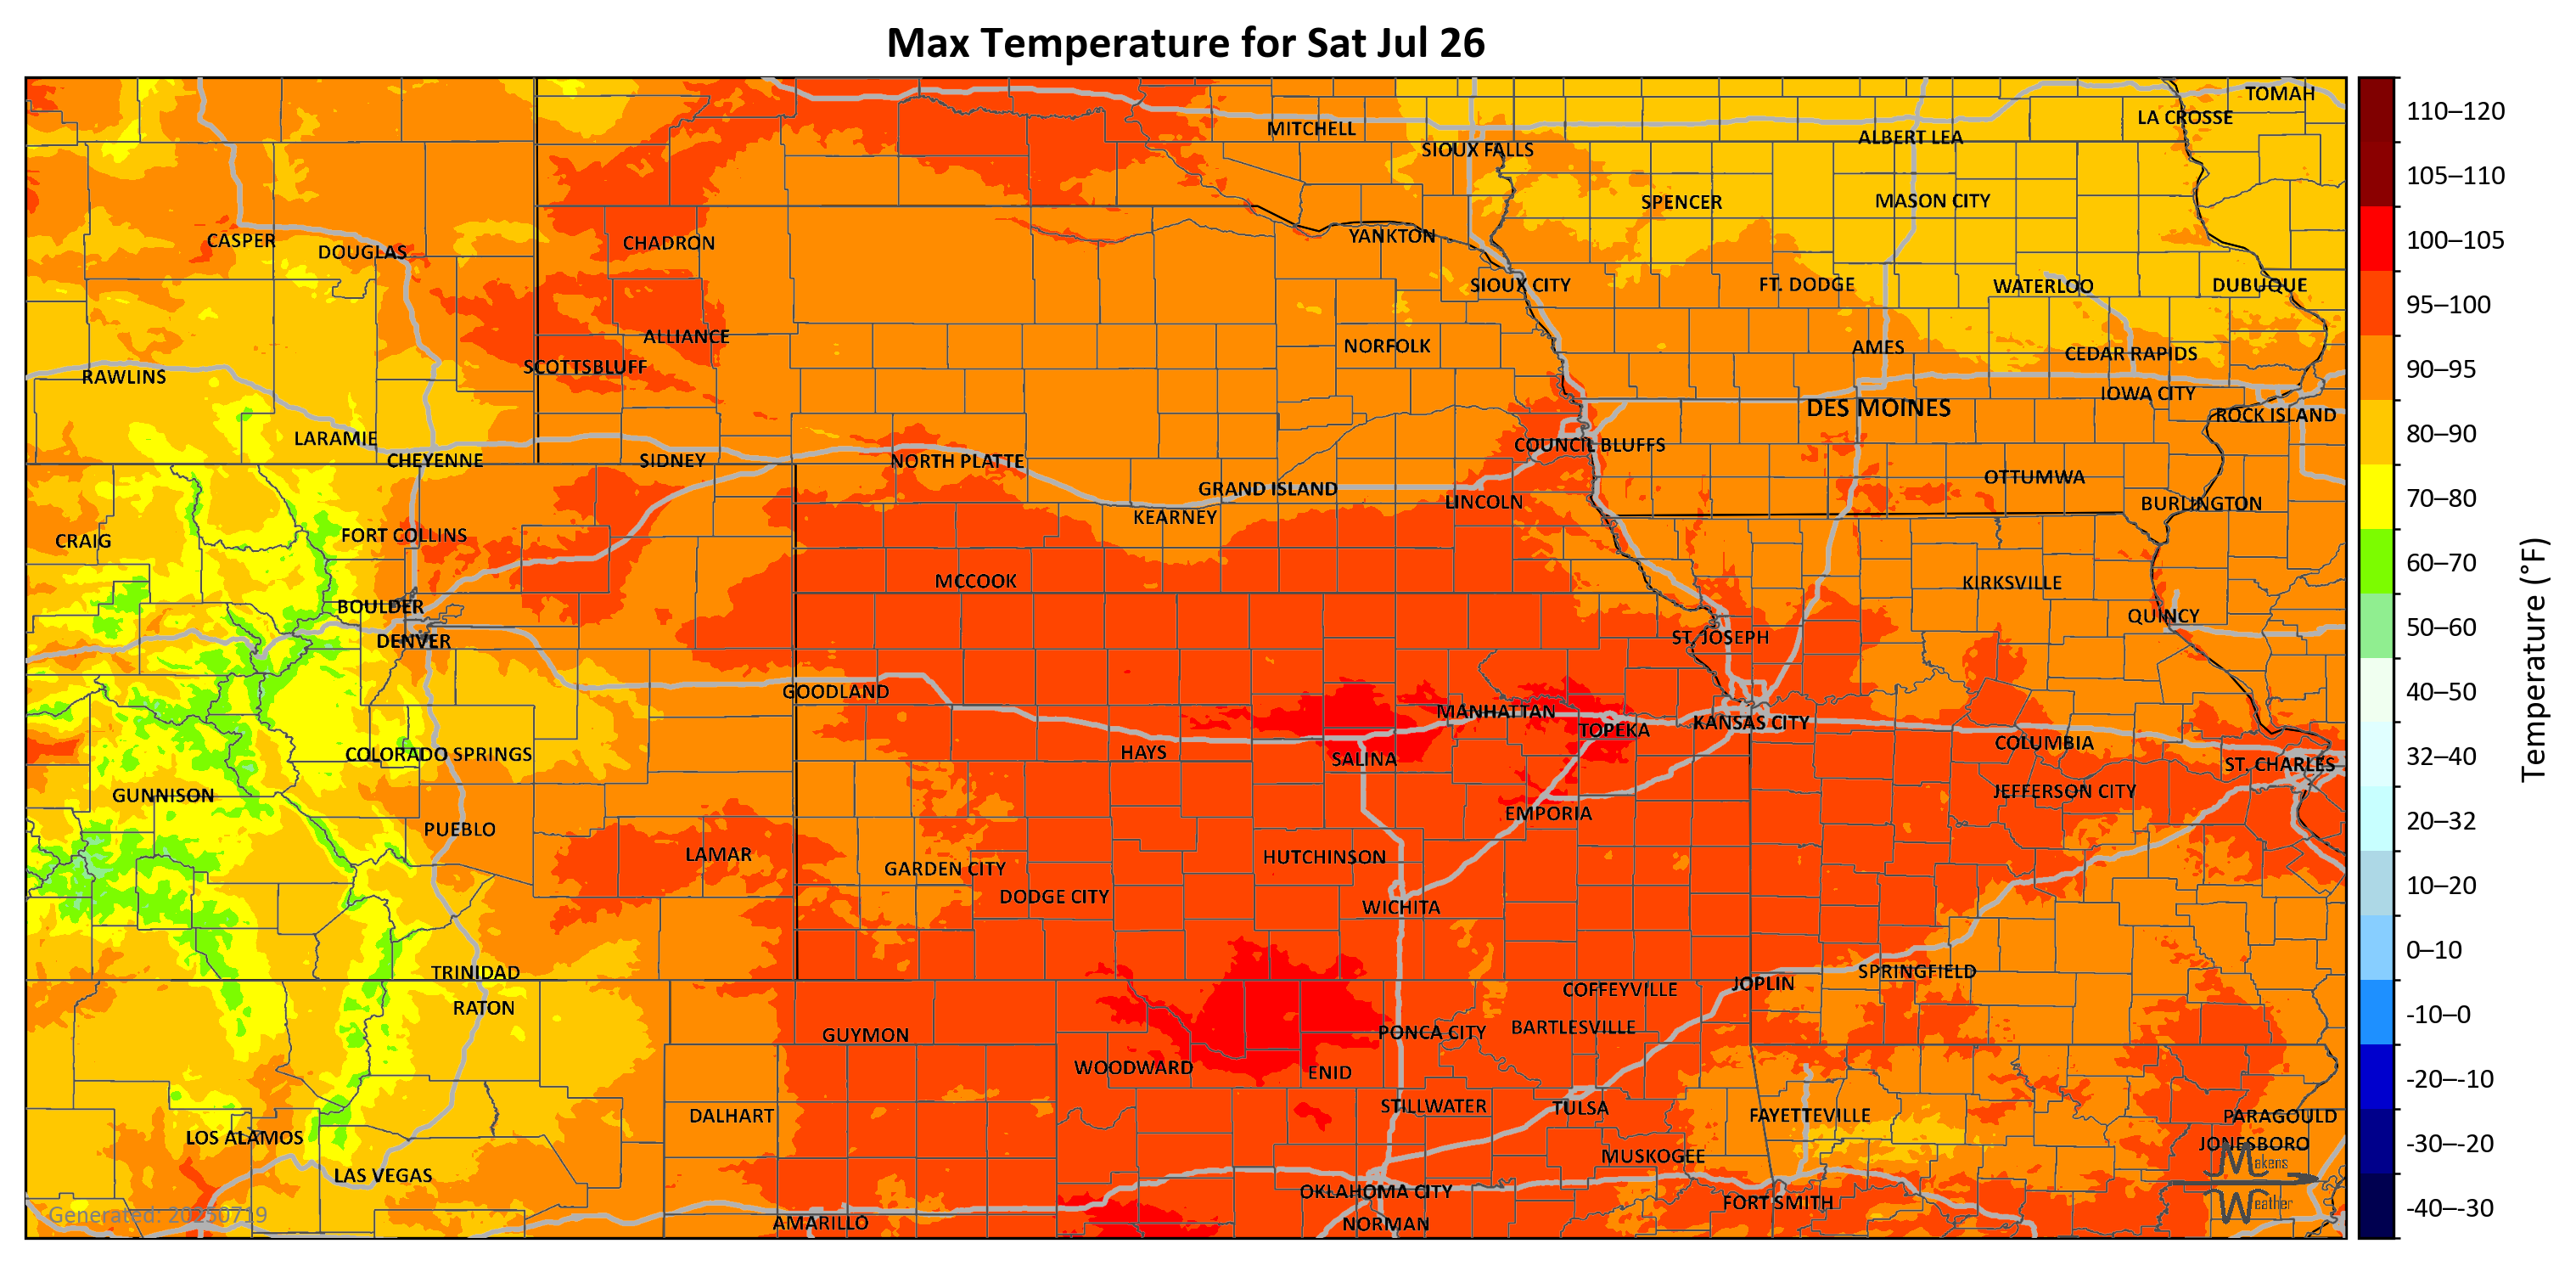 Max Temperature for Sat Jul 26
TOMAH
LA CROSSE
MITCHELL
ALBERT LEA
SIOUX FALLS
SPENCER
MASON CITY
CASPER
DOUGLAS
CHADRON
YANKTON
SIOUX CITY
FT. DODGE
WATERLOO
DUBUQUE
ALLIANCE
NORFOLK
AMES
CEDAR RAPIDS
SCOTTSBLUFF
RAWLINS
IOWA CITY
DES MOINES
ROCK ISLAND
LARAMIE
COUNCIL BLUFFS
CHEYENNE
SIDNEY
NORTH PLATTE
OTTUMWA
GRAND ISLAND
LINCOLN
BURLINGTON
KEARNEY
FORT COLLINS
CRAIG
MCCOOK
KIRKSVILLE
BOULDER
QUINCY
DENVER
ST. JOSEPH
GOODLAND
MANHATTAN
TOPEKA
KANSAS CITY
COLORADO SPRINGS
HAYS
SALINA
COLUMBIA
ST. CHARLES
GUNNISON
JEFFERSON CITY
EMPORIA
PUEBLO
LAMAR
HUTCHINSON
GARDEN CITY
DODGE CITY
WICHITA
TRINIDAD
SPRINGFIELD
JOPLIN
COFFEYVILLE
RATON
GUYMON
PONCA CITY
BARTLESVILLE
WOODWARD
ENID
STILLWATER
TULSA
DALHART
FAYETTEVILLE
PARAGOULD
LOS ALAMOS
JONESBORO
MUSKOGEE
LAS VEGAS
OKLAHOMA CITY
FORT SMITH
AMARILLO
NORMAN
Makens
Weather
Generated: 20250719
110–120
105–110
100–105
95–100
90–95
80–90
70–80
60–70
50–60
40–50
32–40
20–32
10–20
0–10
-10–0
-20–-10
-30–-20
-40–-30
Temperature (°F)